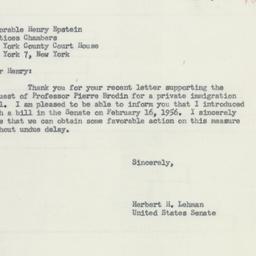 orable Henry Epstein
tices Chambers
York County Court House
York 7, New York
r Henry:
Thank you for your recent letter supporting the
uest of Professor Pierre Brodin for a private immigration
l. I am pleased to be able to inform you that I introduced
h a bill in the Senate on February 16, 1956. I sincerely
e that we can obtain some favorable action on this measure
hout undue delay.
Sincerely,
Herbert H. Lehman
United States Senate